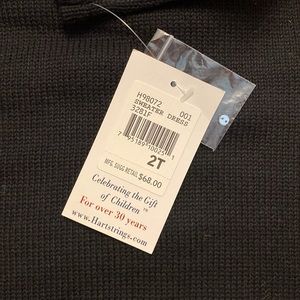 H98072 001
SWEATER DRESS
3281F
2T
MFG. SUGG RETAIL $68.00
Celebrating the Gift
of Children ™
For over 30 years
www.Hartstrings.com